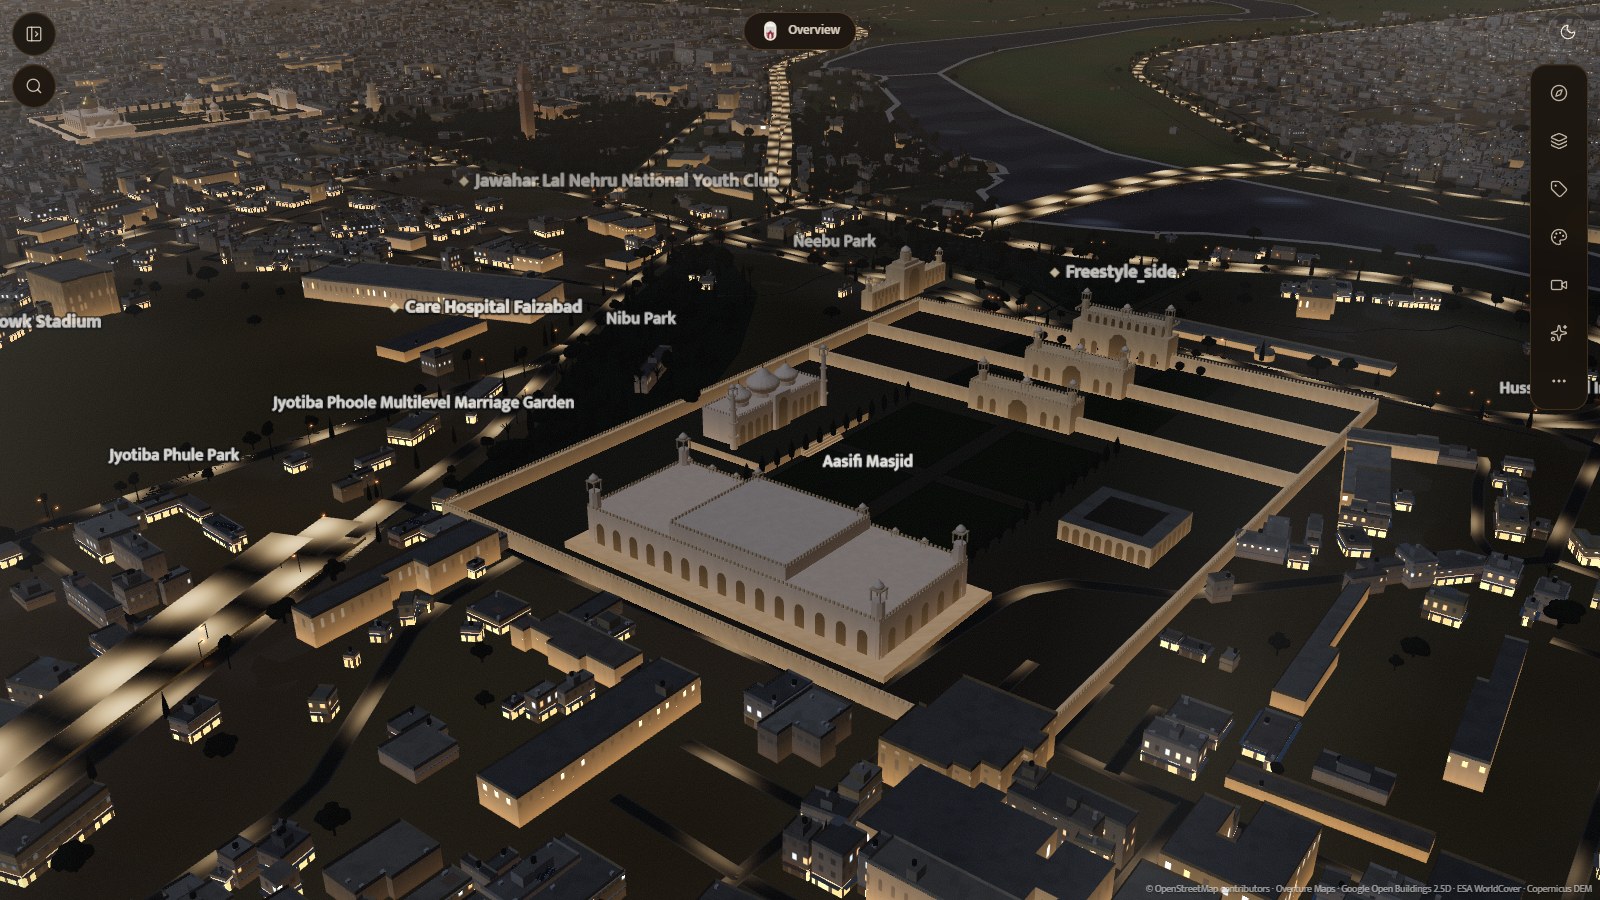 Overview
Jawahar Lal Nehru National Youth Club
Neebu Park
Freestyle_side
Care Hospital Faizabad
Nibu Park
owk Stadium
Huss
Jyotiba Phoole Multilevel Marriage Garden
Jyotiba Phule Park
Aasifi Masjid
© OpenStreetMap contributors · Overture Maps · Google Open Buildings 2.5D · ESA WorldCover · Copernicus DEM